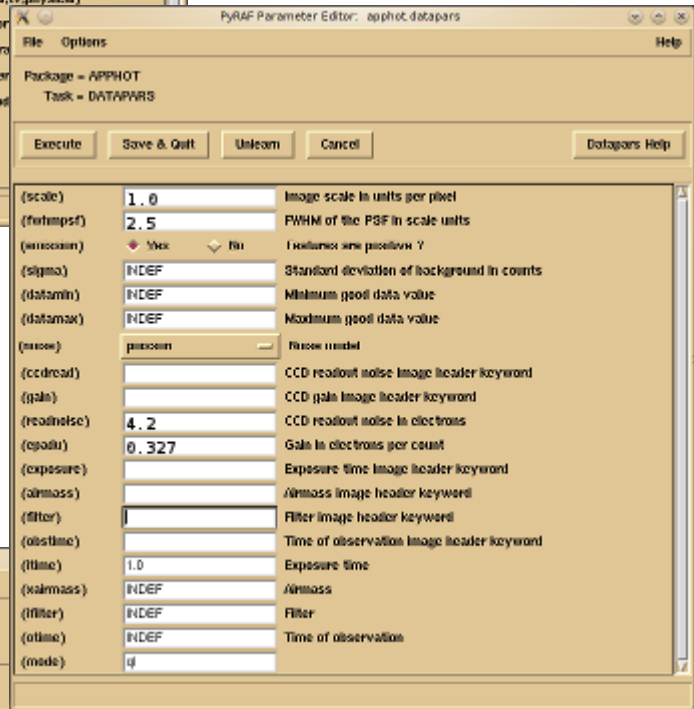 PyRAF Parameter Editor: apphot.datapars
File Options Help
Package = APPHOT
Task = DATAPARS
Execute Save & Quit Unlearn Cancel Datapars Help
(scale) 1.0 Image scale in units per pixel
(fwhmpsf) 2.5 FWHM of the PSF in scale units
(emission) Yes No Features are positive ?
(sigma) INDEF Standard deviation of background in counts
(datamin) INDEF Minimum good data value
(datamax) INDEF Maximum good data value
(noise) poisson Noise model
(ccdread) CCD readout noise image header keyword
(gain) CCD gain image header keyword
(readnoise) 4.2 CCD readout noise in electrons
(epadu) 0.327 Gain in electrons per count
(exposure) Exposure time image header keyword
(airmass) Airmass image header keyword
(filter) Filter image header keyword
(obstime) Time of observation image header keyword
(itime) 1.0 Exposure time
(xairmass) INDEF Airmass
(ifilter) INDEF Filter
(otime) INDEF Time of observation
(mode) ql